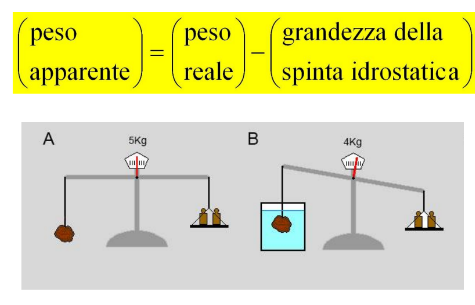 peso apparente = peso reale − grandezza della spinta idrostatica
A 5Kg B 4Kg